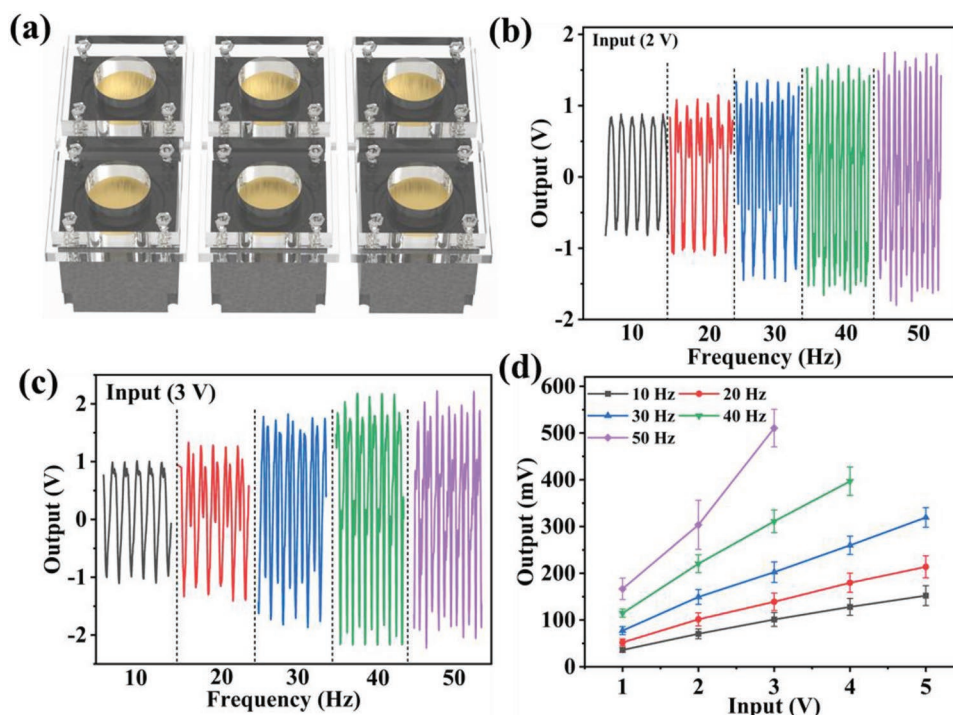 (a)
(b)
Input (2 V)
Output (V)
2
1
0
-1
-2
10 20 30 40 50
Frequency (Hz)
(c)
Input (3 V)
Output (V)
2
1
0
-1
-2
10 20 30 40 50
Frequency (Hz)
(d)
10 Hz 20 Hz
30 Hz 40 Hz
50 Hz
Output (mV)
600
500
400
300
200
100
0
1 2 3 4 5
Input (V)